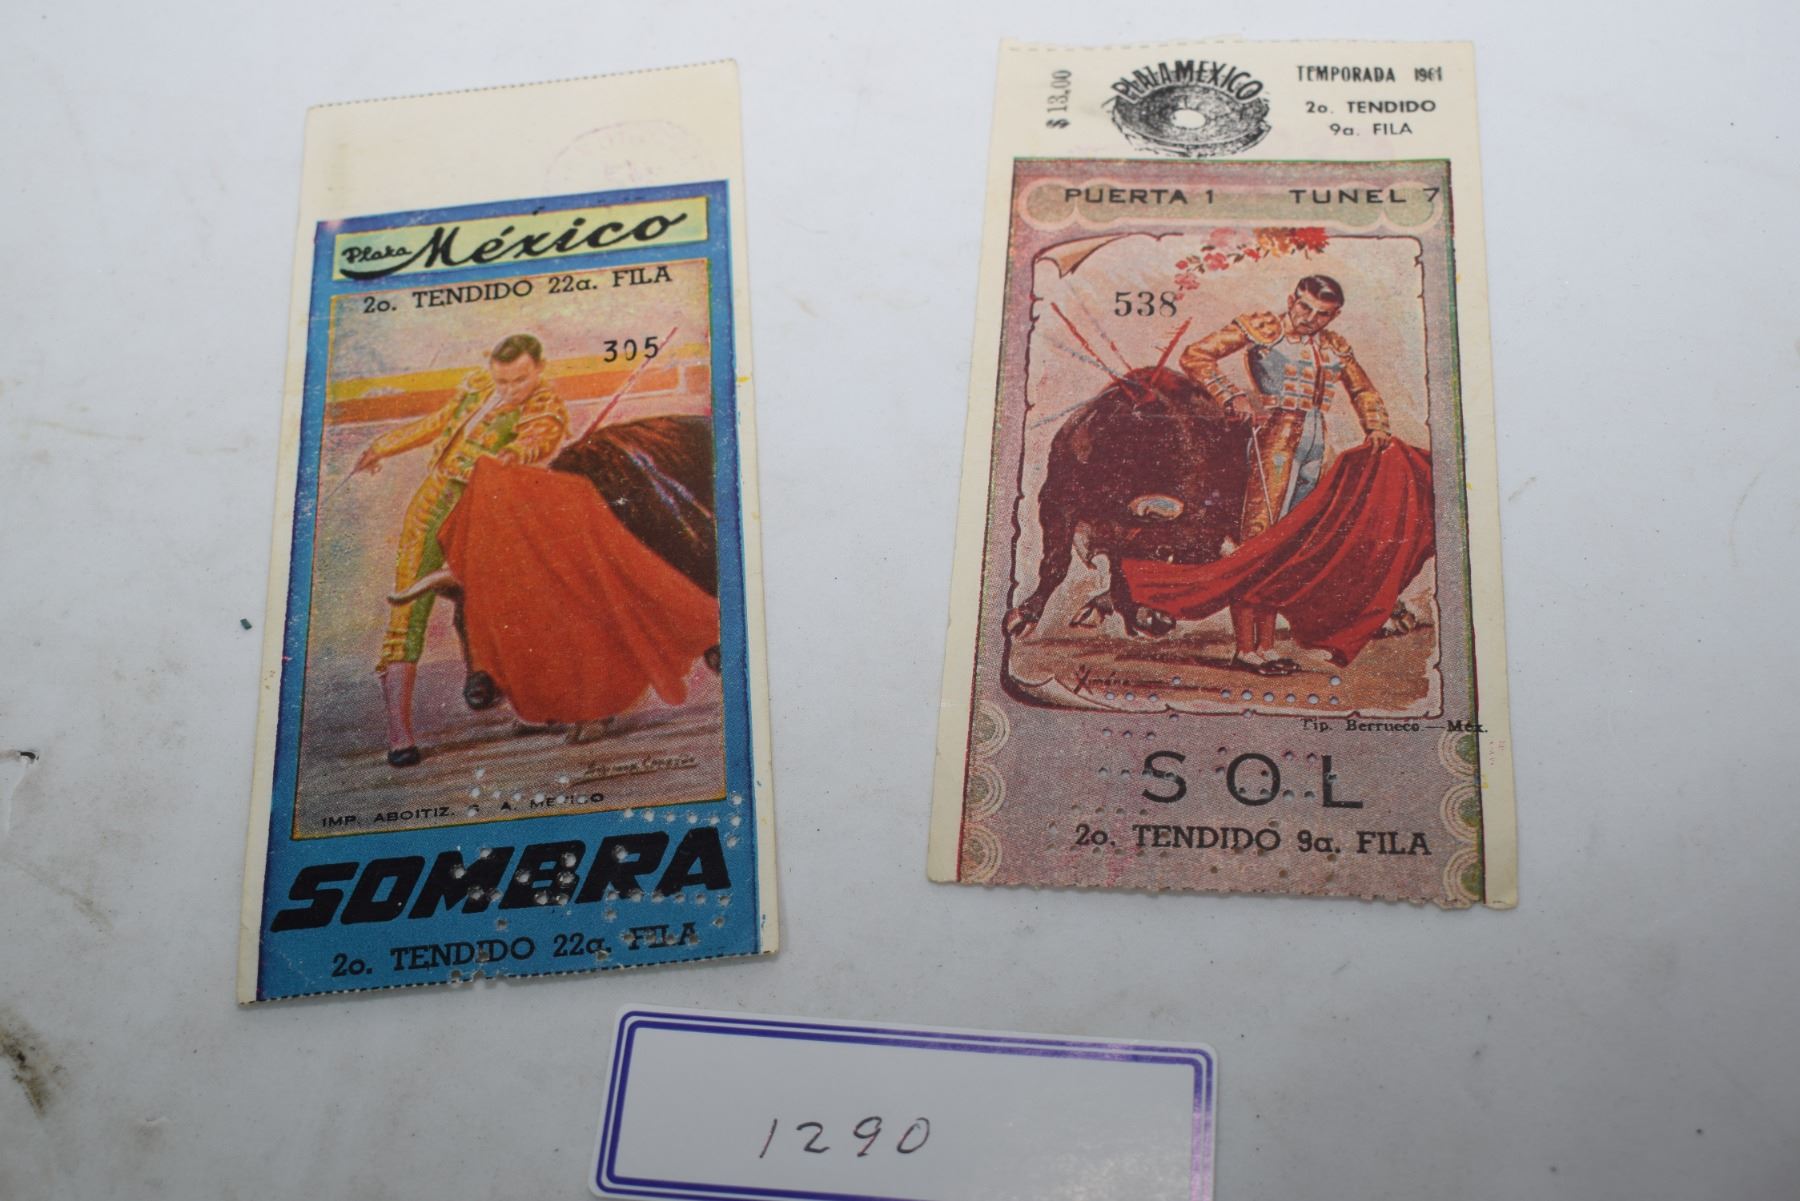 Plaza México
2o. TENDIDO 22a. FILA
305
IMP. ABOITIZ. S. A. MEXICO
SOMBRA
2o. TENDIDO 22a. FILA
$ 13.00
PLAZA MEXICO
TEMPORADA 1961
2o. TENDIDO
9a. FILA
PUERTA 1 TUNEL 7
538
Ximéno
Tip. Berrueco—Méx.
SOL
2o. TENDIDO 9a. FILA
1290